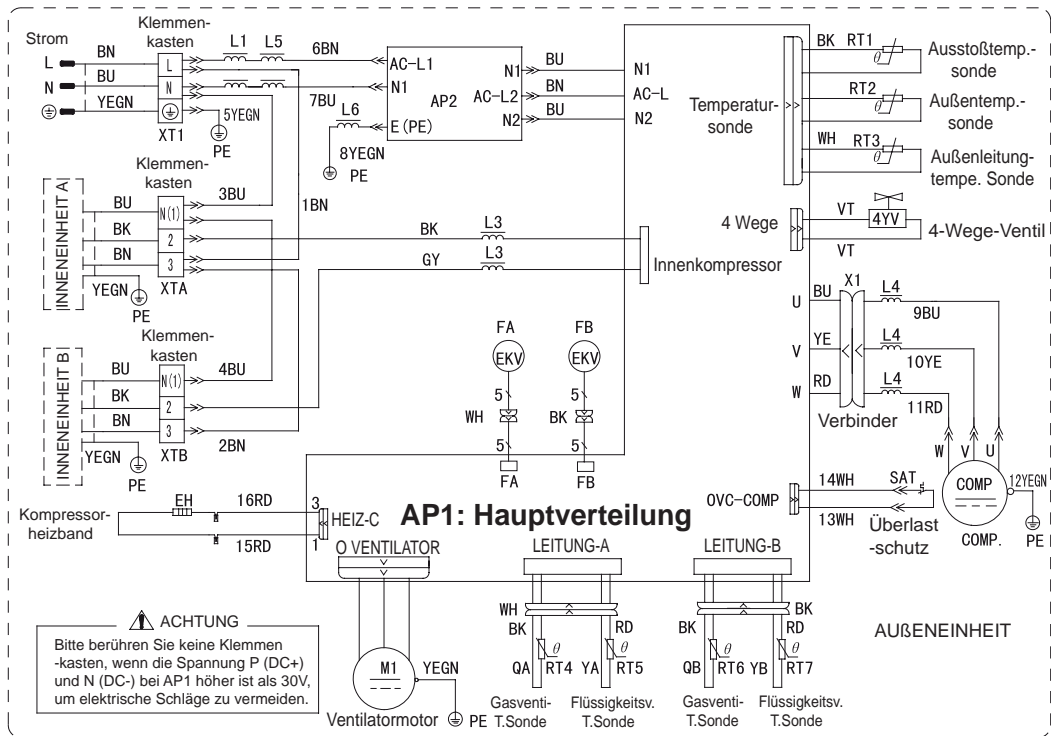 Strom
L
BN
N
BU
YEGN
Klemmen-
kasten
L
N
XT1
L1
L5
6BN
7BU
5YEGN
PE
L6
8YEGN
PE
AC-L1
N1
AP2
E (PE)
N1
AC-L2
N2
BU
BN
BU
N1
AC-L
N2
Temperatur-
sonde
BK
RT1
θ
Ausstoßtemp.-
sonde
RT2
θ
Außentemp.-
sonde
WH
RT3
θ
Außenleitung-
tempe. Sonde
4 Wege
VT
4YV
VT
4-Wege-Ventil
INNENEINHEIT A
BU
BK
BN
YEGN
PE
Klemmen-
kasten
N(1)
2
3
XTA
3BU
1BN
BK
L3
GY
L3
Innenkompressor
INNENEINHEIT B
BU
BK
BN
YEGN
PE
Klemmen-
kasten
N(1)
2
3
XTB
4BU
2BN
FA
EKV
5
WH
5
FA
FB
EKV
5
BK
5
FB
U
BU
V
YE
W
RD
X1
Verbinder
L4
9BU
L4
10YE
L4
11RD
W
V
U
COMP
COMP.
12YEGN
PE
OVC-COMP
14WH
SAT
13WH
Überlast
-schutz
Kompressor-
heizband
EH
16RD
15RD
3
1
HEIZ-C
AP1: Hauptverteilung
O VENTILATOR
M1
YEGN
PE
Ventilatormotor
LEITUNG-A
WH
BK
RD
QA
θ
RT4
YA
θ
RT5
Gasventi-
T.Sonde
Flüssigkeitsv.
T.Sonde
LEITUNG-B
BK
BK
RD
QB
θ
RT6
YB
θ
RT7
Gasventi-
T.Sonde
Flüssigkeitsv.
T.Sonde
AUßENEINHEIT
ACHTUNG
Bitte berühren Sie keine Klemmen
-kasten, wenn die Spannung P (DC+)
und N (DC-) bei AP1 höher ist als 30V,
um elektrische Schläge zu vermeiden.